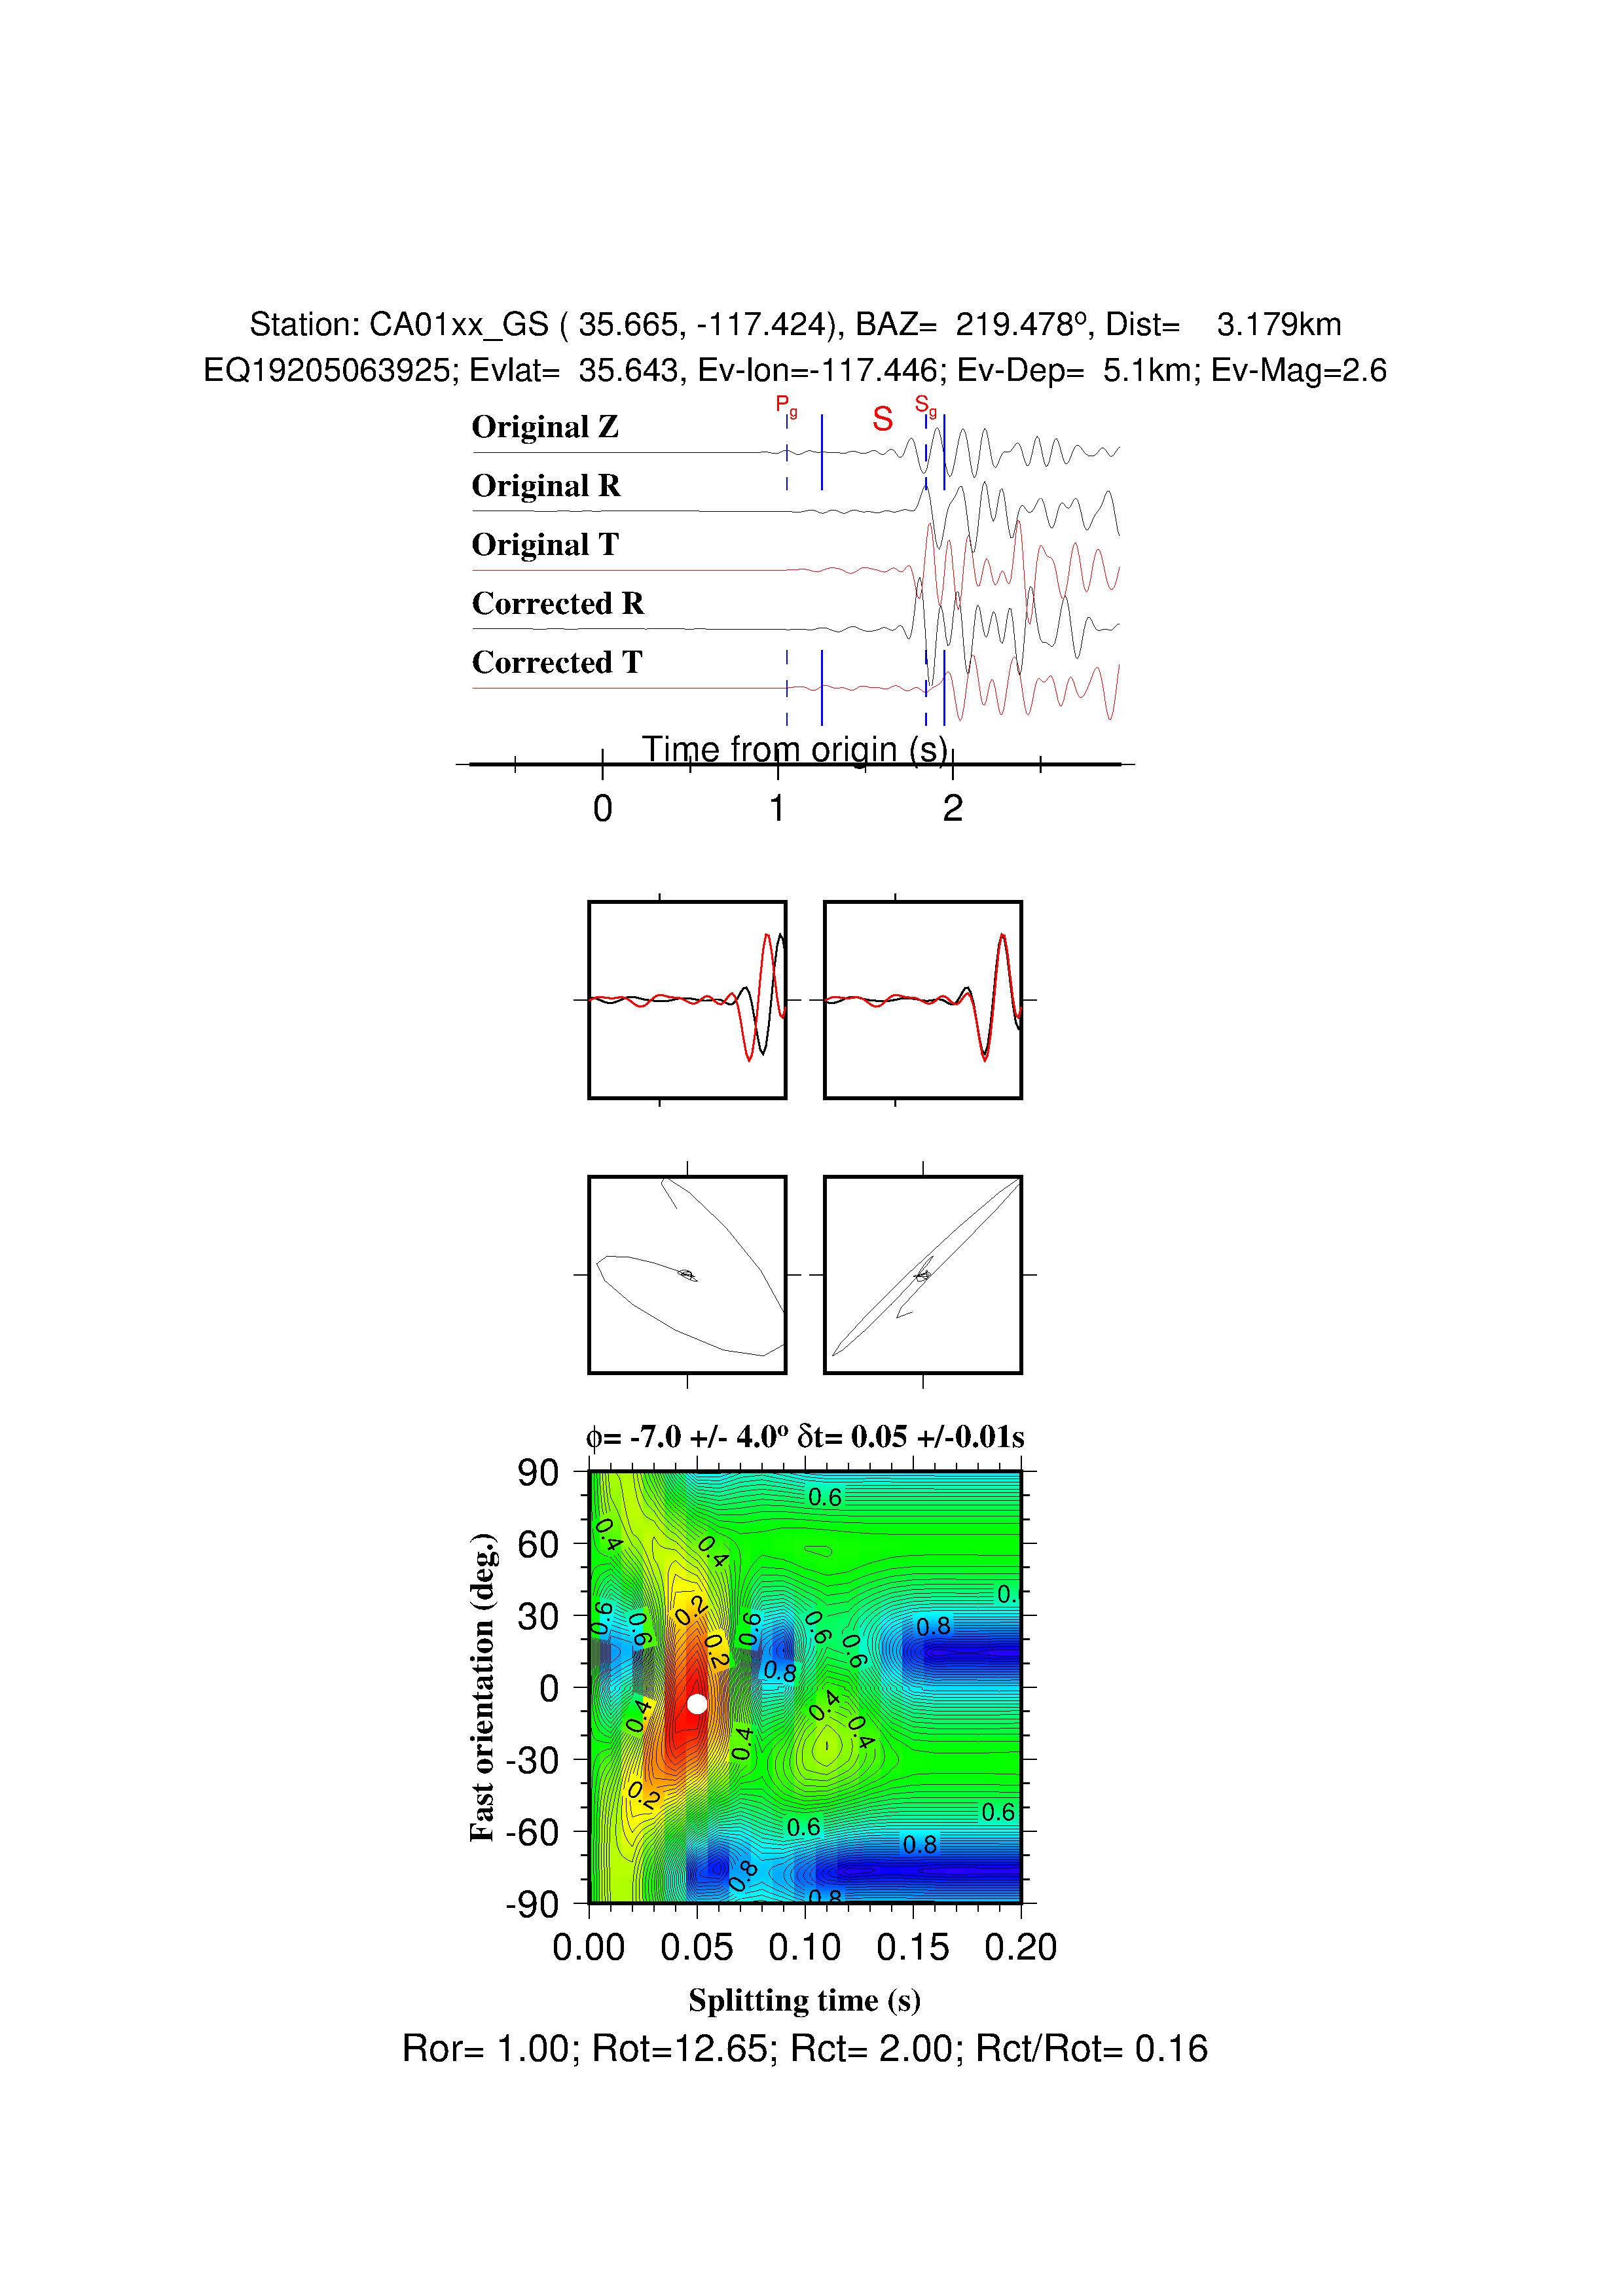 Station: CA01xx_GS ( 35.665, -117.424), BAZ= 219.478º, Dist= 3.179km
EQ19205063925; Evlat= 35.643, Ev-lon=-117.446; Ev-Dep= 5.1km; Ev-Mag=2.6
Pg S Sg
Original Z
Original R
Original T
Corrected R
Corrected T
Time from origin (s)
0 1 2
ϕ= -7.0 +/- 4.0º δt= 0.05 +/-0.01s
90
60
30
0
-30
-60
-90
Fast orientation (deg.)
0.6
0.4 0.4
0.2 0.
0.6 0.6 0.6 0.6 0.8
0.2 0.6
0.8
0.4 0.4 0.4
0.4
0.2
0.6 0.6
0.8
0.8
0.8
0.00 0.05 0.10 0.15 0.20
Splitting time (s)
Ror= 1.00; Rot=12.65; Rct= 2.00; Rct/Rot= 0.16